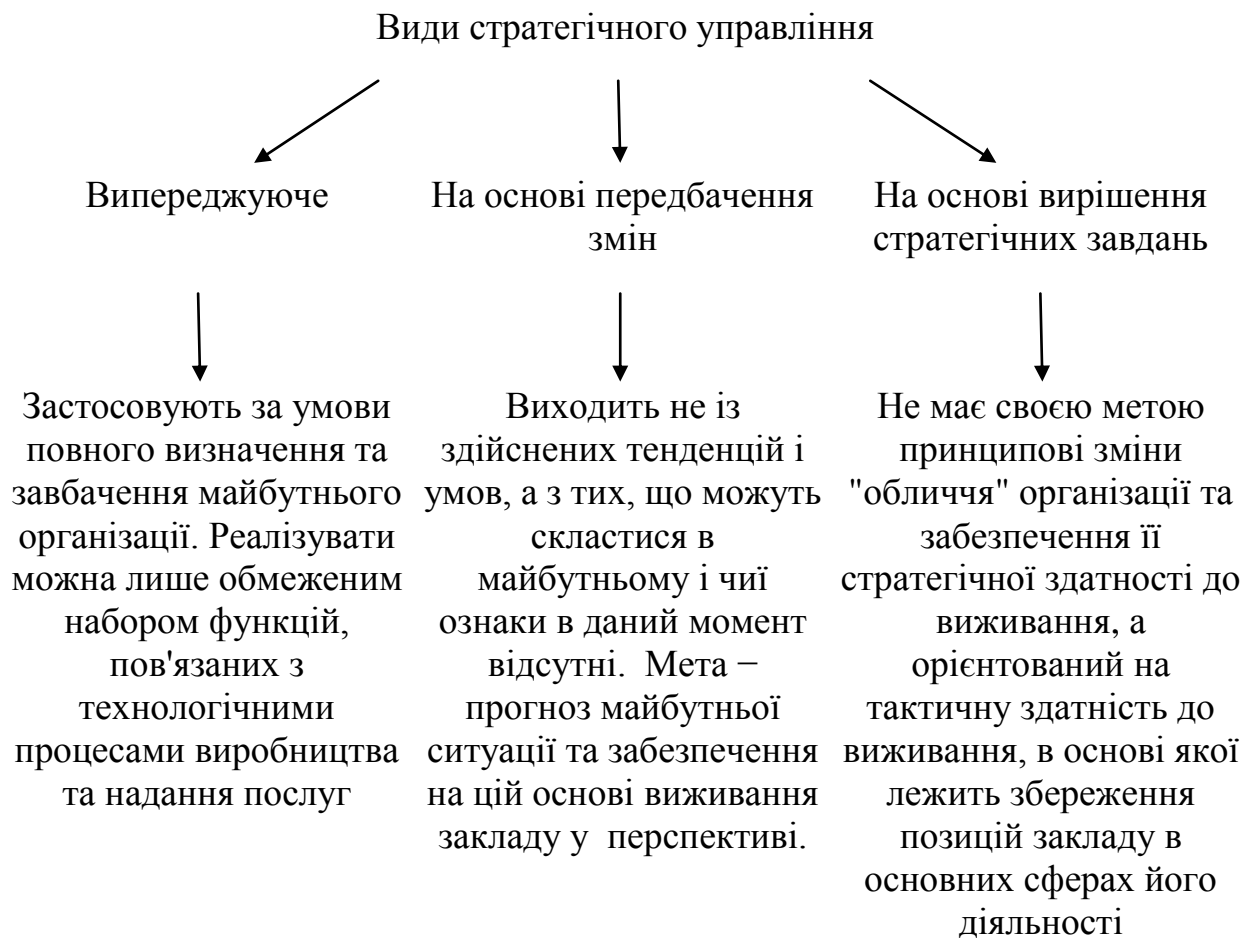 Види стратегічного управління
Випереджуюче
На основі передбачення
змін
На основі вирішення
стратегічних завдань
Застосовують за умови
повного визначення та
завбачення майбутнього
організації. Реалізувати
можна лише обмеженим
набором функцій,
пов'язаних з
технологічними
процесами виробництва
та надання послуг
Виходить не із
здійснених тенденцій і
умов, а з тих, що можуть
скластися в
майбутньому і чиї
ознаки в даний момент
відсутні.  Мета −
прогноз майбутньої
ситуації та забезпечення
на цій основі виживання
закладу у  перспективі.
Не має своєю метою
принципові зміни
"обличчя" організації та
забезпечення її
стратегічної здатності до
виживання, а
орієнтований на
тактичну здатність до
виживання, в основі якої
лежить збереження
позицій закладу в
основних сферах його
діяльності